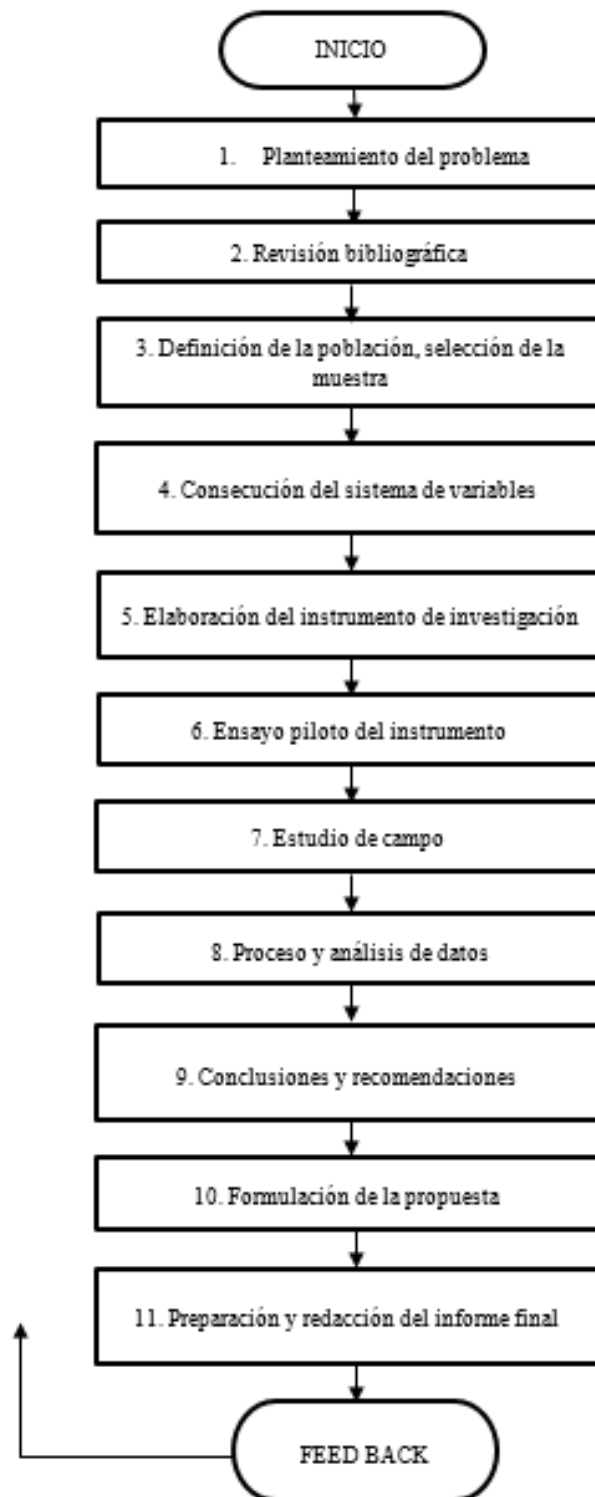 INICIO
1. Planteamiento del problema
2. Revisión bibliográfica
3. Definición de la población, selección de la
muestra
4. Consecución del sistema de variables
5. Elaboración del instrumento de investigación
6. Ensayo piloto del instrumento
7. Estudio de campo
8. Proceso y análisis de datos
9. Conclusiones y recomendaciones
10. Formulación de la propuesta
11. Preparación y redacción del informe final
FEED BACK